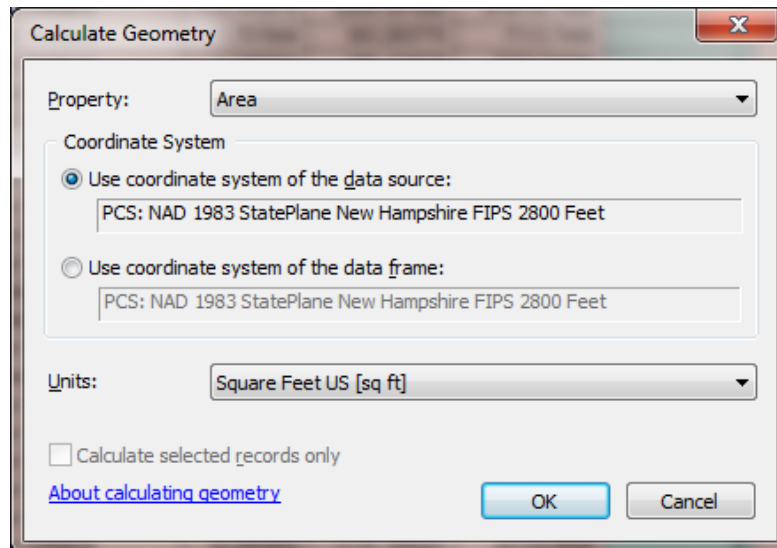 Calculate Geometry
Property:
Area
Coordinate System
Use coordinate system of the data source:
PCS: NAD 1983 StatePlane New Hampshire FIPS 2800 Feet
Use coordinate system of the data frame:
PCS: NAD 1983 StatePlane New Hampshire FIPS 2800 Feet
Units:
Square Feet US [sq ft]
Calculate selected records only
About calculating geometry
OK
Cancel